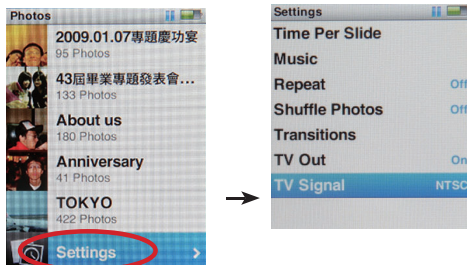 Photos
2009.01.07專題慶功宴
95 Photos
43屆畢業專題發表會...
133 Photos
About us
180 Photos
Anniversary
41 Photos
TOKYO
422 Photos
Settings
Settings
Time Per Slide
Music
Repeat Off
Shuffle Photos Off
Transitions
TV Out On
TV Signal NTSC